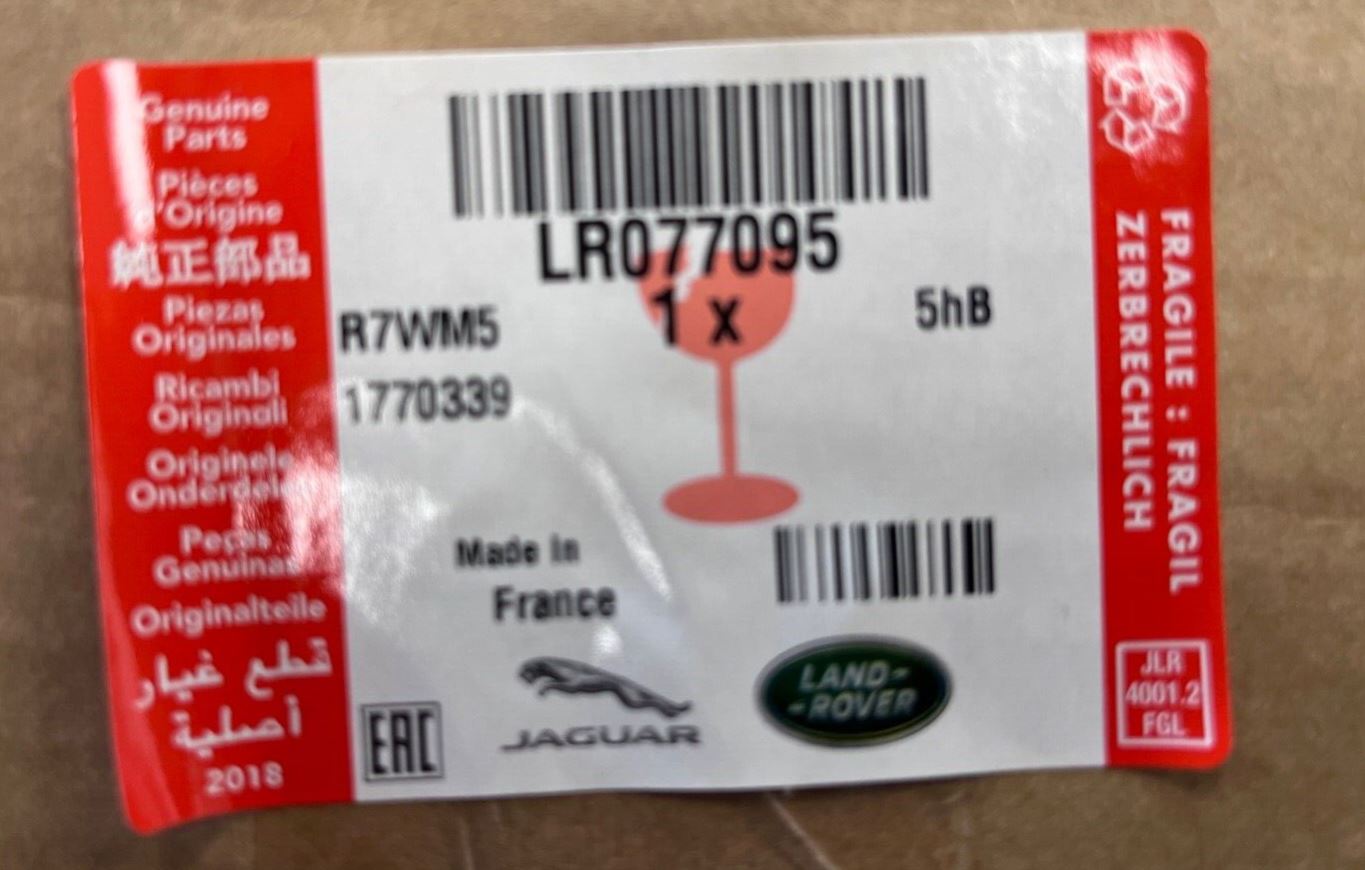 Genuine
Parts
Pièces
d'Origine
純正部品
Piezas
Originales
Ricambi
Originali
Originele
Onderdelen
Peças
Genuinas
Originalteile
قطع غيار
أصلية
2018
LR077095
1 x
5hB
R7WM5
1770339
Made in
France
EAC
JAGUAR
LAND-
-ROVER
FRAGILE : FRAGIL
ZERBRECHLICH
JLR
4001.2
FGL